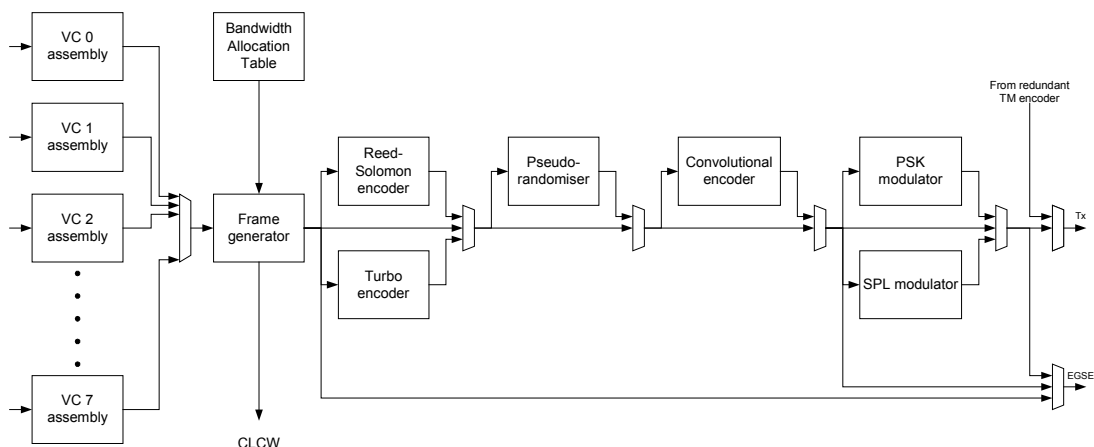 VC 0
assembly
VC 1
assembly
VC 2
assembly
VC 7
assembly
Bandwidth
Allocation
Table
Frame
generator
CLCW
Reed-
Solomon
encoder
Turbo
encoder
Pseudo-
randomiser
Convolutional
encoder
PSK
modulator
SPL modulator
From redundant
TM encoder
Tx
EGSE